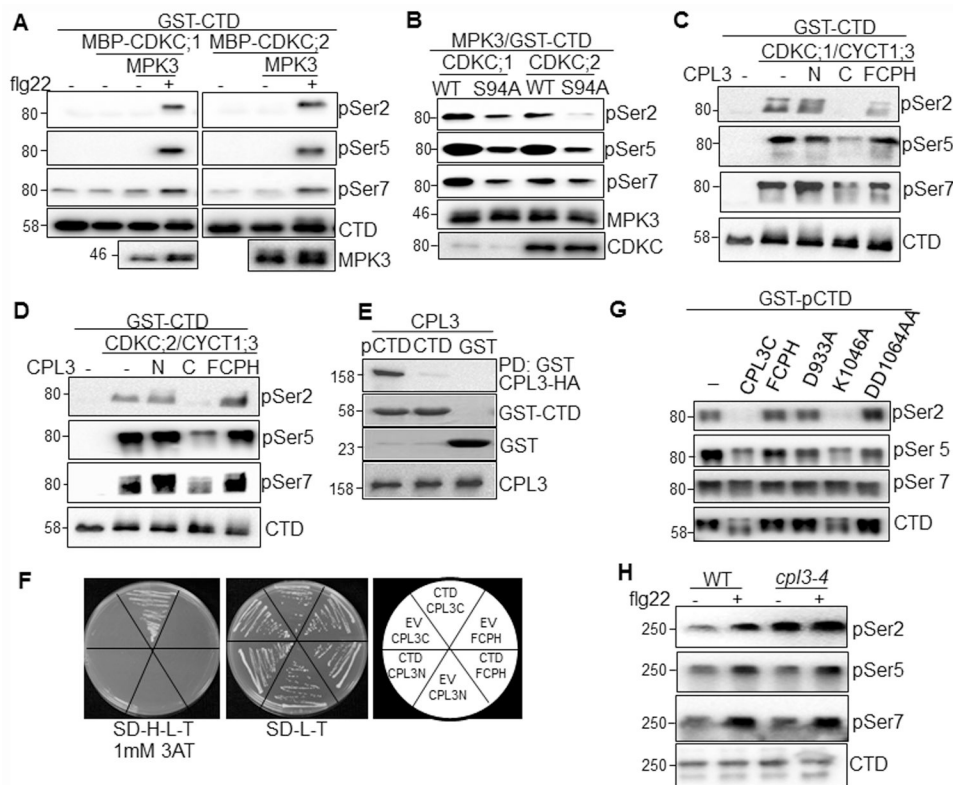 A
GST-CTD
MBP-CDKC;1 MBP-CDKC;2
MPK3 MPK3
flg22 - - - + - - +
80 pSer2
80 pSer5
80 pSer7
58 CTD
46 MPK3
B
MPK3/GST-CTD
CDKC;1 CDKC;2
WT S94A WT S94A
80 pSer2
80 pSer5
80 pSer7
46 MPK3
80 CDKC
C
GST-CTD
CDKC;1/CYCT1;3
CPL3 - - N C FCPH
80 pSer2
80 pSer5
80 pSer7
58 CTD
D
GST-CTD
CDKC;2/CYCT1;3
CPL3 - - N C FCPH
80 pSer2
80 pSer5
80 pSer7
58 CTD
E
CPL3
pCTD CTD GST
PD: GST
158 CPL3-HA
58 GST-CTD
23 GST
158 CPL3
G
GST-pCTD
– CPL3C FCPH D933A K1046A DD1064AA
80 pSer2
80 pSer 5
80 pSer 7
58 CTD
F
CTD
CPL3C
EV
CPL3C
EV
FCPH
CTD
CPL3N
CTD
FCPH
EV
CPL3N
SD-H-L-T
1mM 3AT
SD-L-T
H
WT cpl3-4
flg22 - + - +
250 pSer2
250 pSer5
250 pSer7
250 CTD